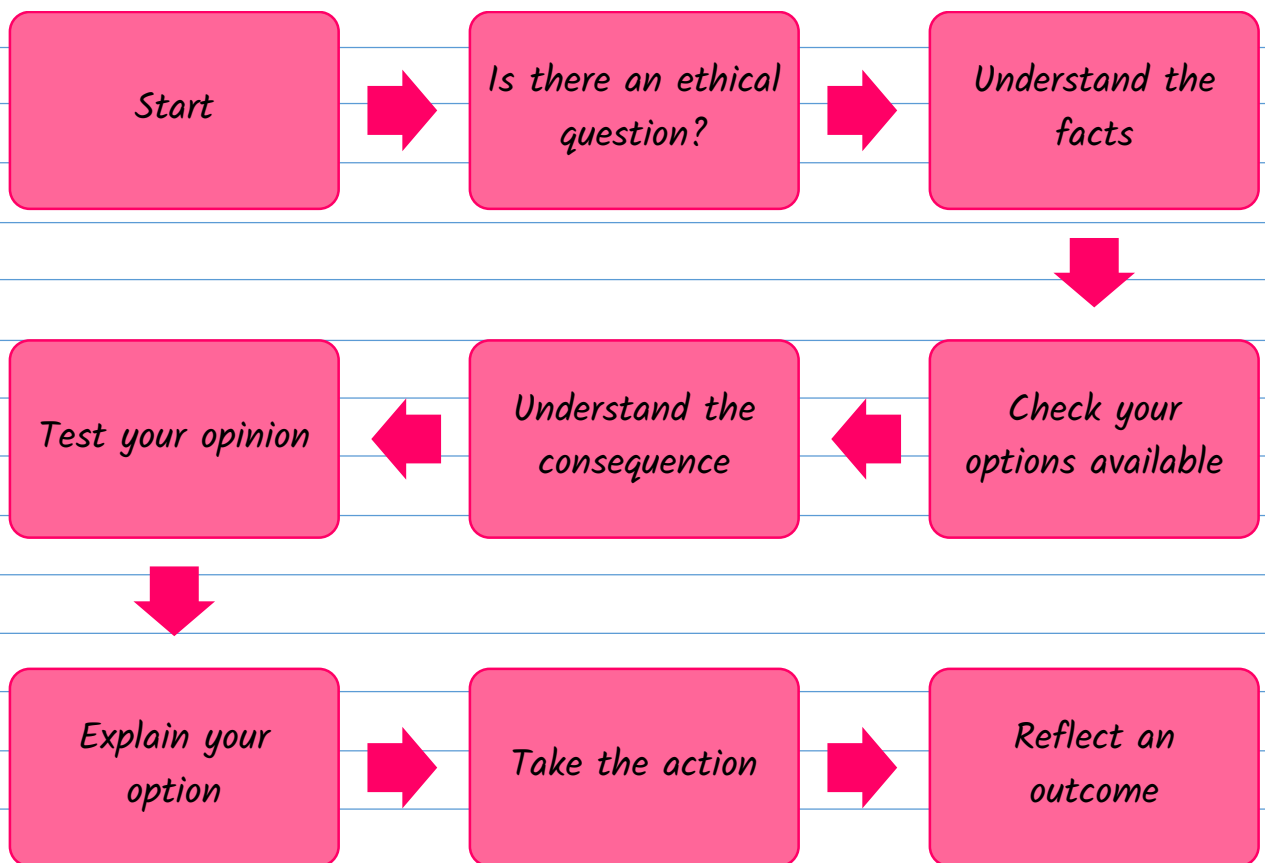 Start
Is there an ethical
question?
Understand the
facts
Check your
options available
Understand the
consequence
Test your opinion
Explain your
option
Take the action
Reflect an
outcome